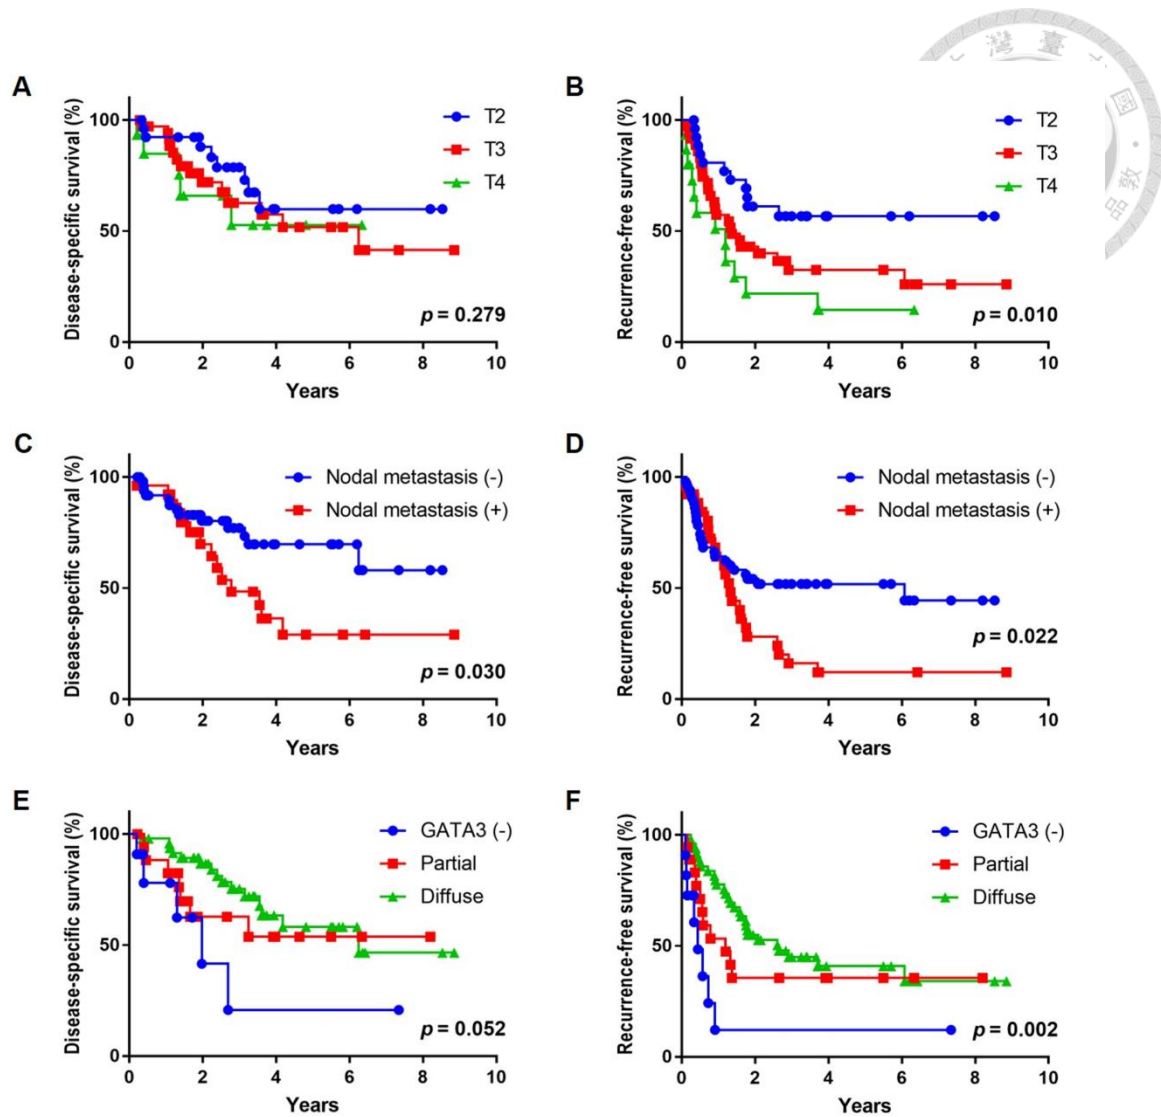 灣 臺
國
敦
品
A
Disease-specific survival (%)
100
50
0
0 2 4 6 8 10
Years
T2
T3
T4
p = 0.279
B
Recurrence-free survival (%)
100
50
0
0 2 4 6 8 10
Years
T2
T3
T4
p = 0.010
C
Disease-specific survival (%)
100
50
0
0 2 4 6 8 10
Years
Nodal metastasis (-)
Nodal metastasis (+)
p = 0.030
D
Recurrence-free survival (%)
100
50
0
0 2 4 6 8 10
Years
Nodal metastasis (-)
Nodal metastasis (+)
p = 0.022
E
Disease-specific survival (%)
100
50
0
0 2 4 6 8 10
Years
GATA3 (-)
Partial
Diffuse
p = 0.052
F
Recurrence-free survival (%)
100
50
0
0 2 4 6 8 10
Years
GATA3 (-)
Partial
Diffuse
p = 0.002